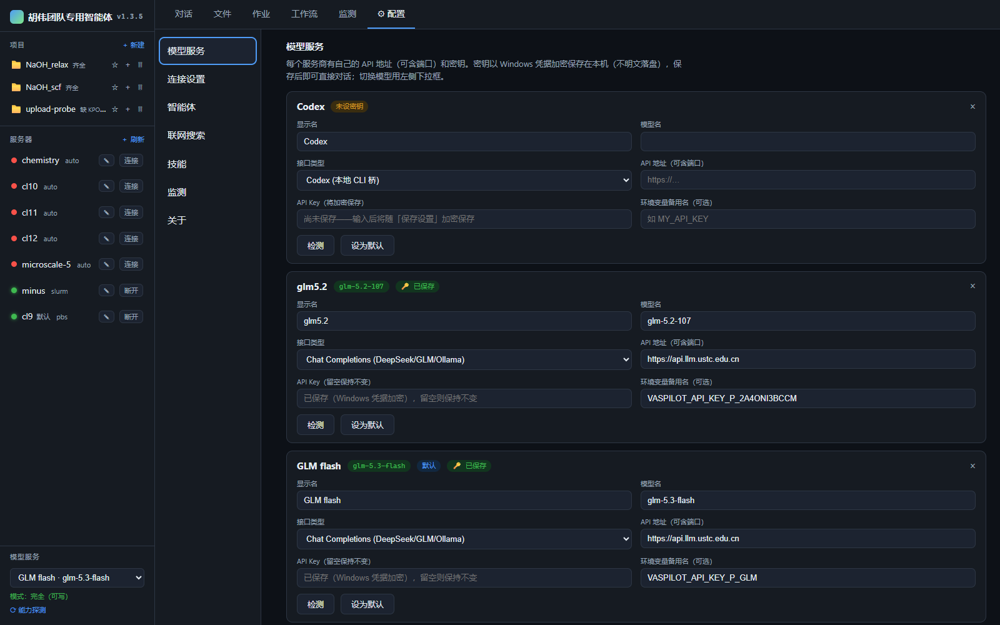 胡伟团队专用智能体 v1.3.5
对话 文件 作业 工作流 监测 ⚙ 配置
项目 + 新建
NaOH_relax 齐全 ☆ +
NaOH_scf 齐全 ☆ +
upload-probe 缺 KPO... ☆ +
服务器 + 刷新
chemistry auto 连接
cl10 auto 连接
cl11 auto 连接
cl12 auto 连接
microscale-5 auto 连接
minus slurm 断开
cl9 默认 pbs 断开
模型服务
GLM flash · glm-5.3-flash
模式：完全（可写）
⟳ 能力探测
模型服务
连接设置
智能体
联网搜索
技能
监测
关于
模型服务
每个服务商有自己的 API 地址（可含端口）和密钥。密钥以 Windows 凭据加密保存在本机（不明文落盘），保
存后即可直接对话；切换模型用左侧下拉框。
Codex 未设密钥 ×
显示名 模型名
Codex
接口类型 API 地址（可含端口）
Codex (本地 CLI 桥) https://...
API Key（将加密保存） 环境变量备用名（可选）
尚未保存——输入后将随「保存设置」加密保存 如 MY_API_KEY
检测 设为默认
glm5.2 glm-5.2-107 已保存 ×
显示名 模型名
glm5.2 glm-5.2-107
接口类型 API 地址（可含端口）
Chat Completions (DeepSeek/GLM/Ollama) https://api.llm.ustc.edu.cn
API Key（留空保持不变） 环境变量备用名（可选）
已保存（Windows 凭据加密），留空则保持不变 VASPILOT_API_KEY_P_2A4ONI3BCCM
检测 设为默认
GLM flash glm-5.3-flash 默认 已保存 ×
显示名 模型名
GLM flash glm-5.3-flash
接口类型 API 地址（可含端口）
Chat Completions (DeepSeek/GLM/Ollama) https://api.llm.ustc.edu.cn
API Key（留空保持不变） 环境变量备用名（可选）
已保存（Windows 凭据加密），留空则保持不变 VASPILOT_API_KEY_P_GLM
检测 设为默认